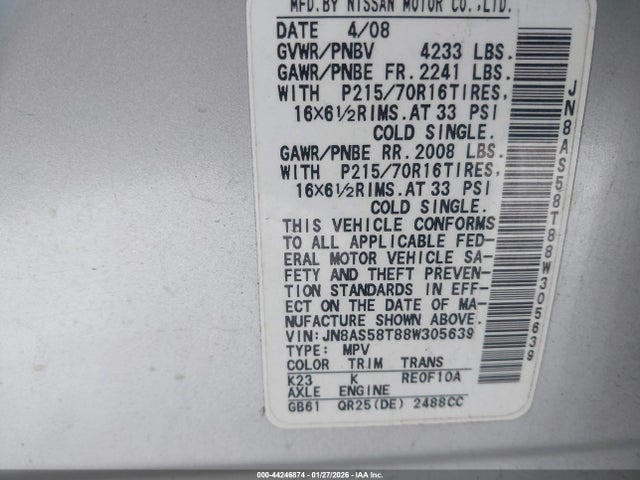 MFD.BY NISSAN MOTOR CO.,LTD.
DATE 4/08
GVWR/PNBV 4233 LBS.
GAWR/PNBE FR. 2241 LBS.
WITH P215/70R16TIRES,
16X6 1/2RIMS.AT 33 PSI
COLD SINGLE.
GAWR/PNBE RR. 2008 LBS.
WITH P215/70R16TIRES,
16X6 1/2RIMS.AT 33 PSI
COLD SINGLE.
THIS VEHICLE CONFORMS
TO ALL APPLICABLE FED-
ERAL MOTOR VEHICLE SA-
FETY AND THEFT PREVEN-
TION STANDARDS IN EFF-
ECT ON THE DATE OF MA-
NUFACTURE SHOWN ABOVE.
VIN:JN8AS58T88W305639
TYPE: MPV
COLOR TRIM TRANS
K23 K RE0F10A
AXLE ENGINE
GB61 QR25(DE) 2488CC
JN8AS58T88W305639
000-44246874 | 01/27/2026 - IAA Inc.